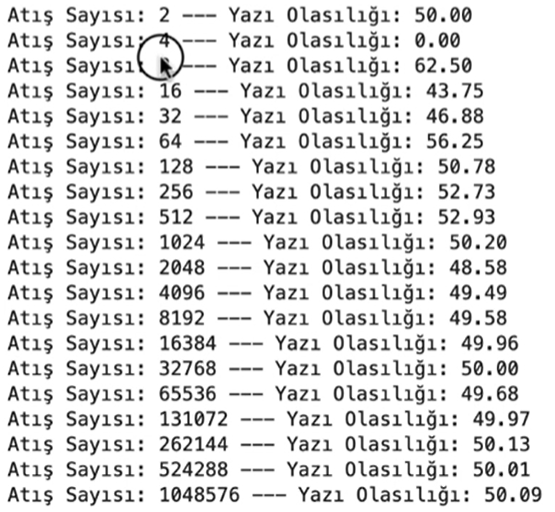 Atış Sayısı: 2 --- Yazı Olasılığı: 50.00
Atış Sayısı: 4 --- Yazı Olasılığı: 0.00
Atış Sayısı: --- Yazı Olasılığı: 62.50
Atış Sayısı: 16 --- Yazı Olasılığı: 43.75
Atış Sayısı: 32 --- Yazı Olasılığı: 46.88
Atış Sayısı: 64 --- Yazı Olasılığı: 56.25
Atış Sayısı: 128 --- Yazı Olasılığı: 50.78
Atış Sayısı: 256 --- Yazı Olasılığı: 52.73
Atış Sayısı: 512 --- Yazı Olasılığı: 52.93
Atış Sayısı: 1024 --- Yazı Olasılığı: 50.20
Atış Sayısı: 2048 --- Yazı Olasılığı: 48.58
Atış Sayısı: 4096 --- Yazı Olasılığı: 49.49
Atış Sayısı: 8192 --- Yazı Olasılığı: 49.58
Atış Sayısı: 16384 --- Yazı Olasılığı: 49.96
Atış Sayısı: 32768 --- Yazı Olasılığı: 50.00
Atış Sayısı: 65536 --- Yazı Olasılığı: 49.68
Atış Sayısı: 131072 --- Yazı Olasılığı: 49.97
Atış Sayısı: 262144 --- Yazı Olasılığı: 50.13
Atış Sayısı: 524288 --- Yazı Olasılığı: 50.01
Atış Sayısı: 1048576 --- Yazı Olasılığı: 50.09